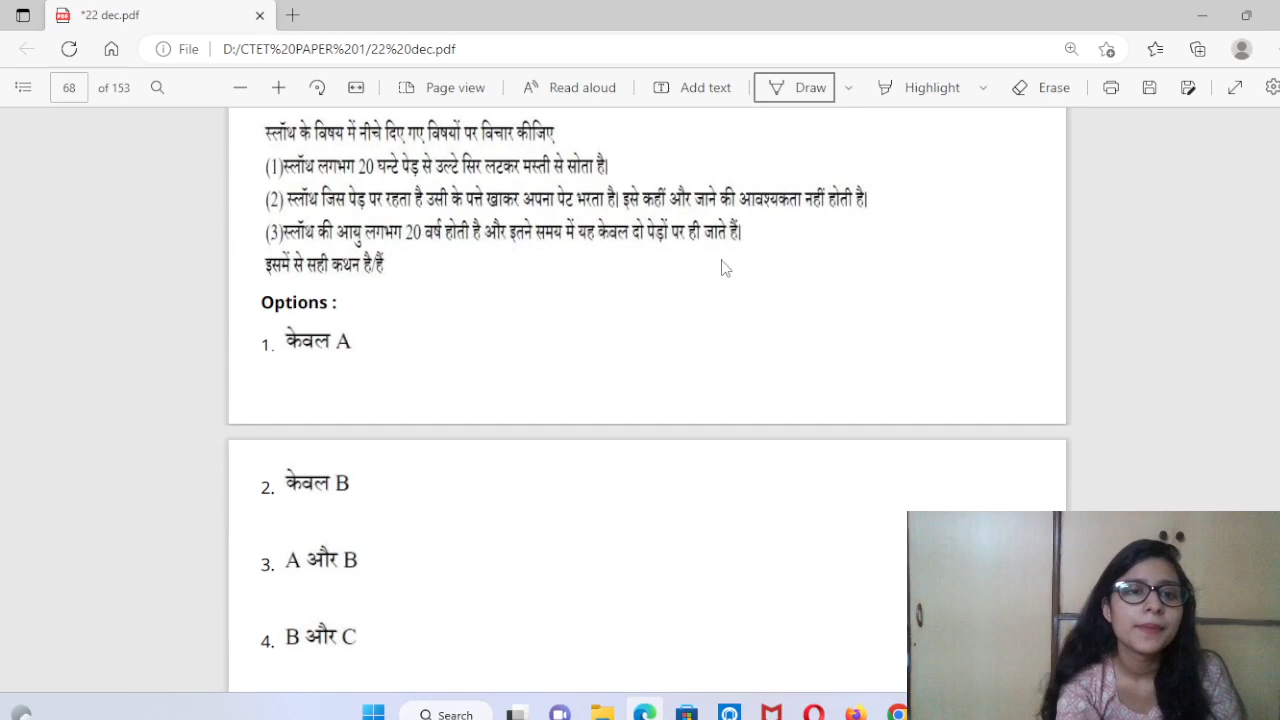 *22 dec.pdf
File
D:/CTET%20PAPER%201/22%20dec.pdf
68 of 153
Page view
Read aloud
Add text
Draw
Highlight
Erase
स्लॉथ के विषय में नीचे दिए गए विषयों पर विचार कीजिए
(1)स्लॉथ लगभग 20 घन्टे पेड़ से उल्टे सिर लटकर मस्ती से सोता है।
(2) स्लॉथ जिस पेड़ पर रहता है उसी के पत्ते खाकर अपना पेट भरता है। इसे कहीं और जाने की आवश्यकता नहीं होती है।
(3)स्लॉथ की आयु लगभग 20 वर्ष होती है और इतने समय में यह केवल दो पेड़ों पर ही जाते हैं।
इसमें से सही कथन है/हैं
Options :
1. केवल A
2. केवल B
3. A और B
4. B और C
Search